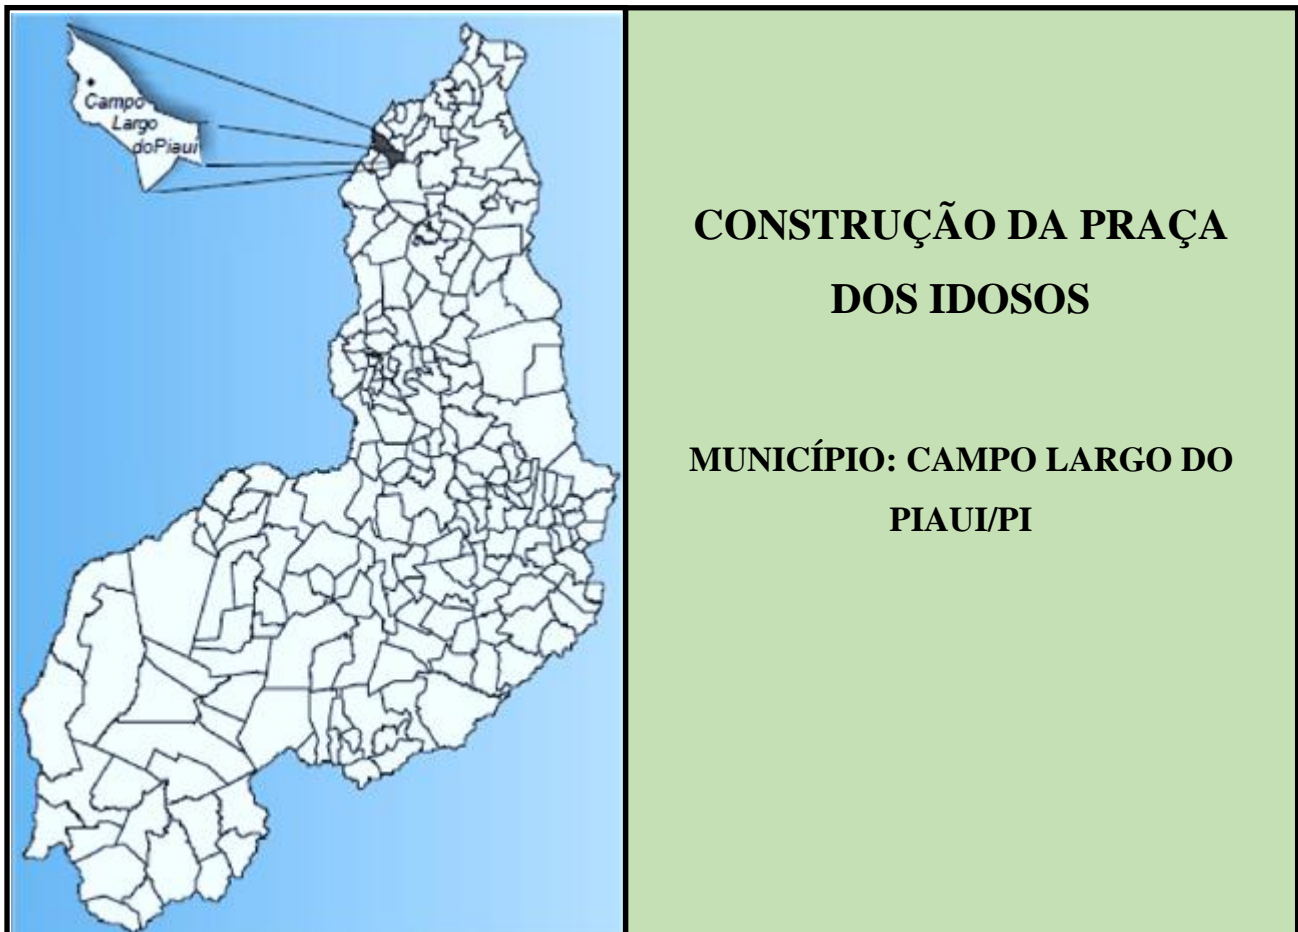 Campo
Largo
doPiauí
CONSTRUÇÃO DA PRAÇA
DOS IDOSOS
MUNICÍPIO: CAMPO LARGO DO
PIAUI/PI